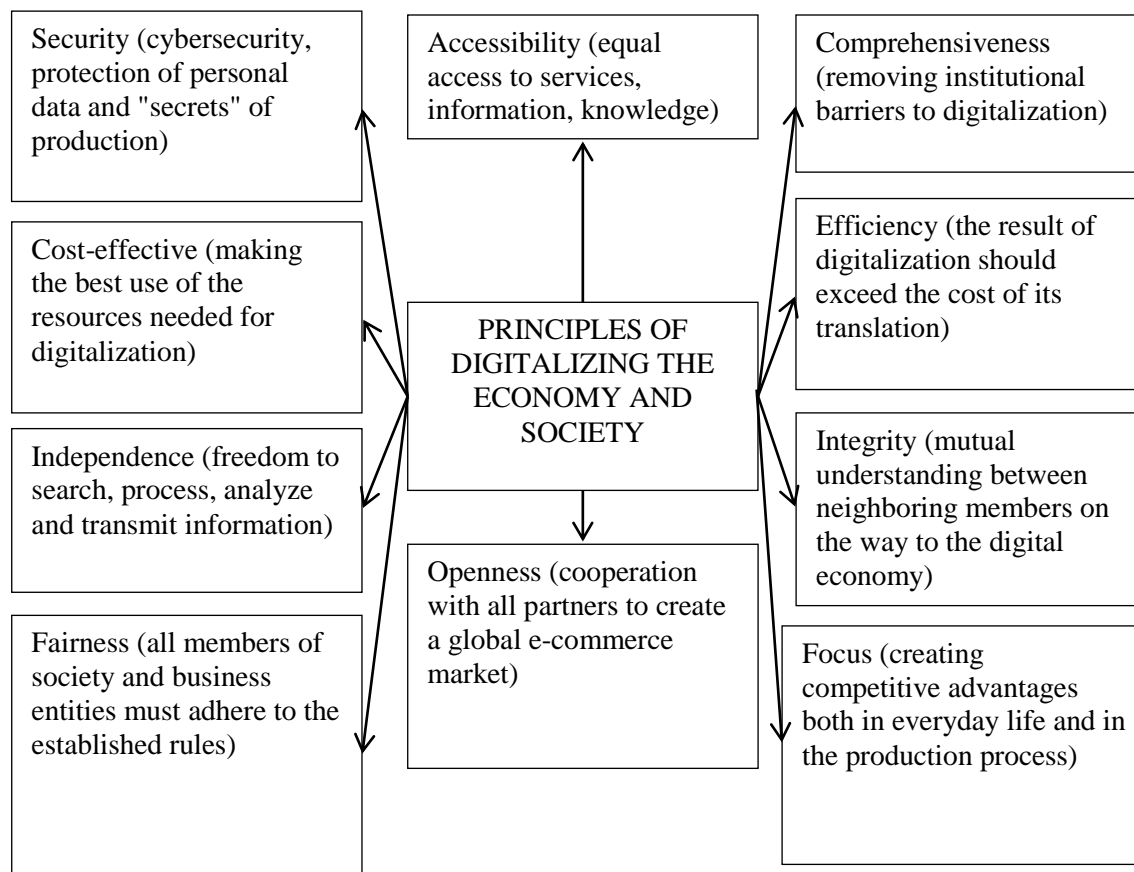 Security (cybersecurity,
protection of personal
data and "secrets" of
production)
Cost-effective (making
the best use of the
resources needed for
digitalization)
Independence (freedom to
search, process, analyze
and transmit information)
Fairness (all members of
society and business
entities must adhere to the
established rules)
Accessibility (equal
access to services,
information, knowledge)
PRINCIPLES OF
DIGITALIZING THE
ECONOMY AND
SOCIETY
Openness (cooperation
with all partners to create
a global e-commerce
market)
Comprehensiveness
(removing institutional
barriers to digitalization)
Efficiency (the result of
digitalization should
exceed the cost of its
translation)
Integrity (mutual
understanding between
neighboring members on
the way to the digital
economy)
Focus (creating
competitive advantages
both in everyday life and in
the production process)